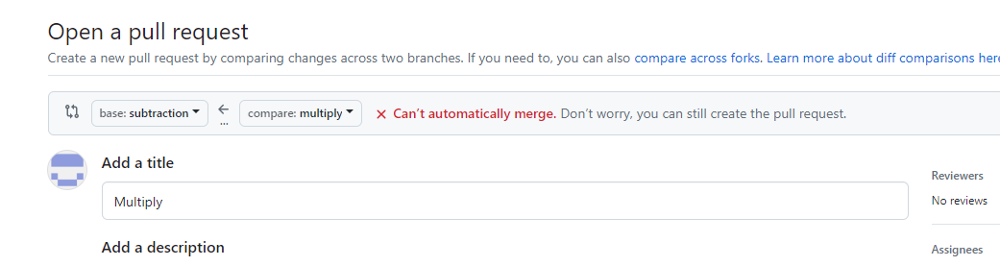 Open a pull request
Create a new pull request by comparing changes across two branches. If you need to, you can also compare across forks. Learn more about diff comparisons here
base: subtraction ← ... compare: multiply × Can't automatically merge. Don't worry, you can still create the pull request.
Add a title
Reviewers
Multiply
No reviews
Add a description
Assignees